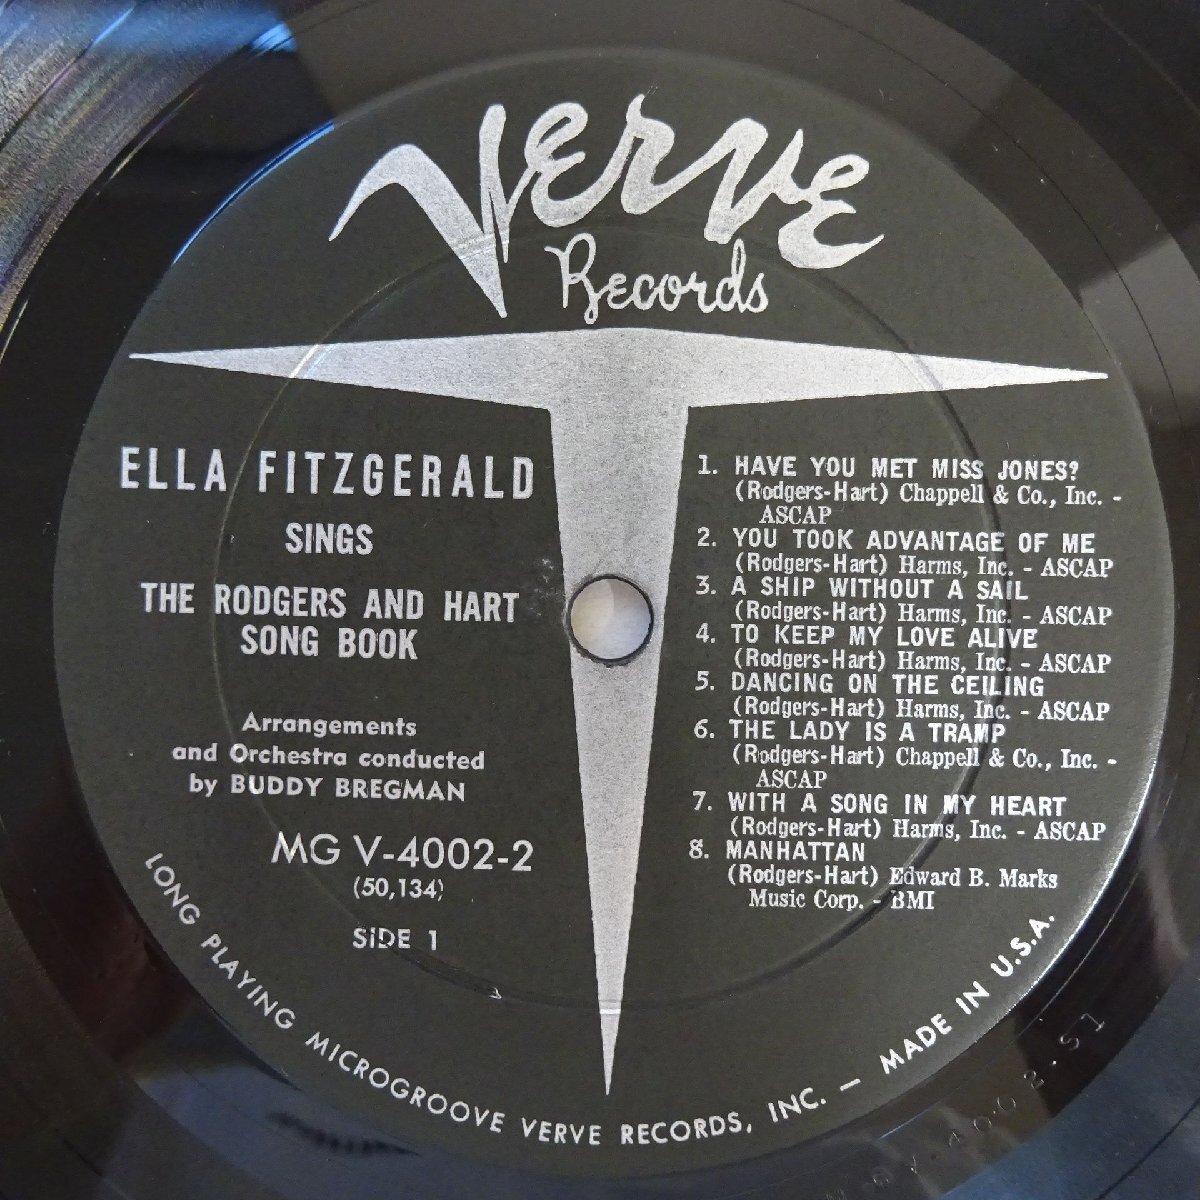 Verve
Records
ELLA FITZGERALD
SINGS
THE RODGERS AND HART
SONG BOOK
Arrangements
and Orchestra conducted
by BUDDY BREGMAN
MG V-4002-2
(50,134)
SIDE 1
1. HAVE YOU MET MISS JONES?
(Rodgers-Hart) Chappell & Co., Inc. -
ASCAP
2. YOU TOOK ADVANTAGE OF ME
(Rodgers-Hart) Harms, Inc. - ASCAP
3. A SHIP WITHOUT A SAIL
(Rodgers-Hart) Harms, Inc. - ASCAP
4. TO KEEP MY LOVE ALIVE
(Rodgers-Hart) Harms, Inc. - ASCAP
5. DANCING ON THE CEILING
(Rodgers-Hart) Harms, Inc. - ASCAP
6. THE LADY IS A TRAMP
(Rodgers-Hart) Chappell & Co., Inc. -
ASCAP
7. WITH A SONG IN MY HEART
(Rodgers-Hart) Harms, Inc. - ASCAP
8. MANHATTAN
(Rodgers-Hart) Edward B. Marks
Music Corp. - BMI
LONG PLAYING MICROGROOVE VERVE RECORDS, INC. — MADE IN U.S.A.